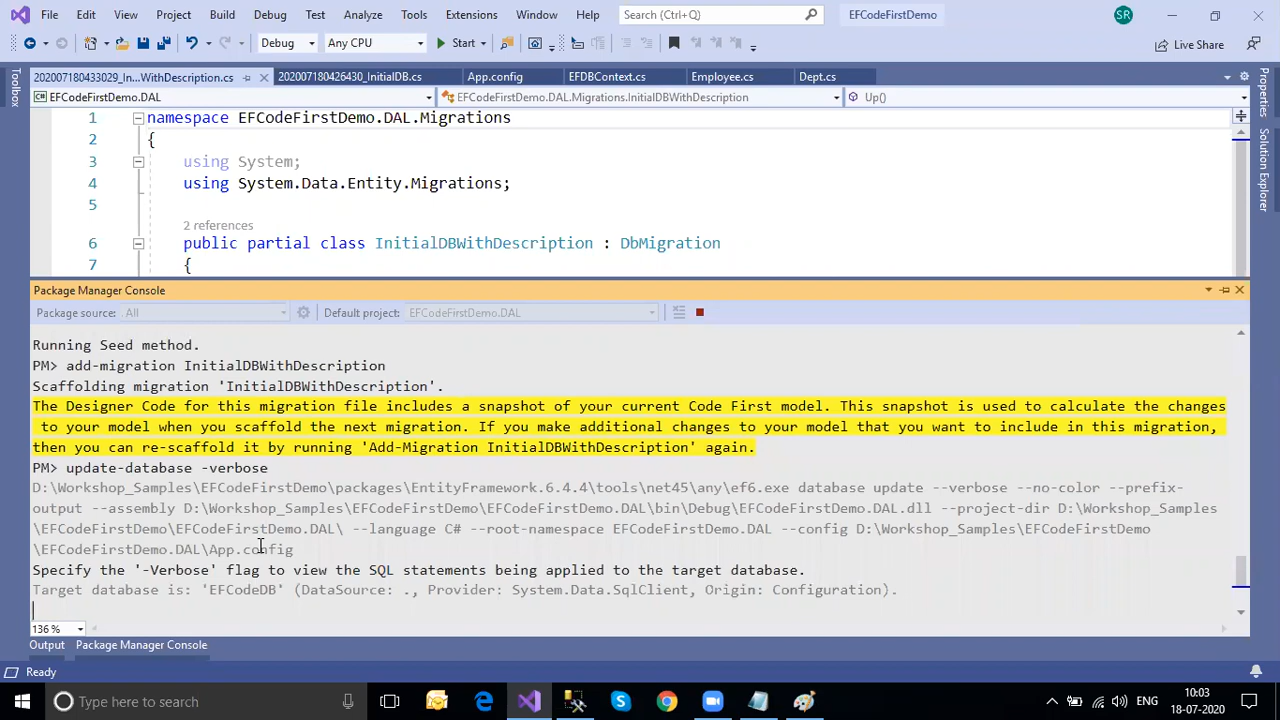 File Edit View Project Build Debug Test Analyze Tools Extensions Window Help Search (Ctrl+Q) EFCodeFirstDemo SR
Debug Any CPU Start Live Share
202007180433029_In...WithDescription.cs 202007180426430_InitialDB.cs App.config EFDBContext.cs Employee.cs Dept.cs
EFCodeFirstDemo.DAL EFCodeFirstDemo.DAL.Migrations.InitialDBWithDescription Up()
Toolbox
Properties
Solution Explorer
1 namespace EFCodeFirstDemo.DAL.Migrations
2 {
3 using System;
4 using System.Data.Entity.Migrations;
5
2 references
6 public partial class InitialDBWithDescription : DbMigration
7 {
Package Manager Console
Package source: All Default project: EFCodeFirstDemo.DAL
Running Seed method.
PM> add-migration InitialDBWithDescription
Scaffolding migration 'InitialDBWithDescription'.
The Designer Code for this migration file includes a snapshot of your current Code First model. This snapshot is used to calculate the changes
to your model when you scaffold the next migration. If you make additional changes to your model that you want to include in this migration,
then you can re-scaffold it by running 'Add-Migration InitialDBWithDescription' again.
PM> update-database -verbose
D:\Workshop_Samples\EFCodeFirstDemo\packages\EntityFramework.6.4.4\tools\net45\any\ef6.exe database update --verbose --no-color --prefix-
output --assembly D:\Workshop_Samples\EFCodeFirstDemo\EFCodeFirstDemo.DAL\bin\Debug\EFCodeFirstDemo.DAL.dll --project-dir D:\Workshop_Samples
\EFCodeFirstDemo\EFCodeFirstDemo.DAL\ --language C# --root-namespace EFCodeFirstDemo.DAL --config D:\Workshop_Samples\EFCodeFirstDemo
\EFCodeFirstDemo.DAL\App.config
Specify the '-Verbose' flag to view the SQL statements being applied to the target database.
Target database is: 'EFCodeDB' (DataSource: ., Provider: System.Data.SqlClient, Origin: Configuration).
136 %
Output Package Manager Console
Ready
Type here to search ENG 10:03
18-07-2020